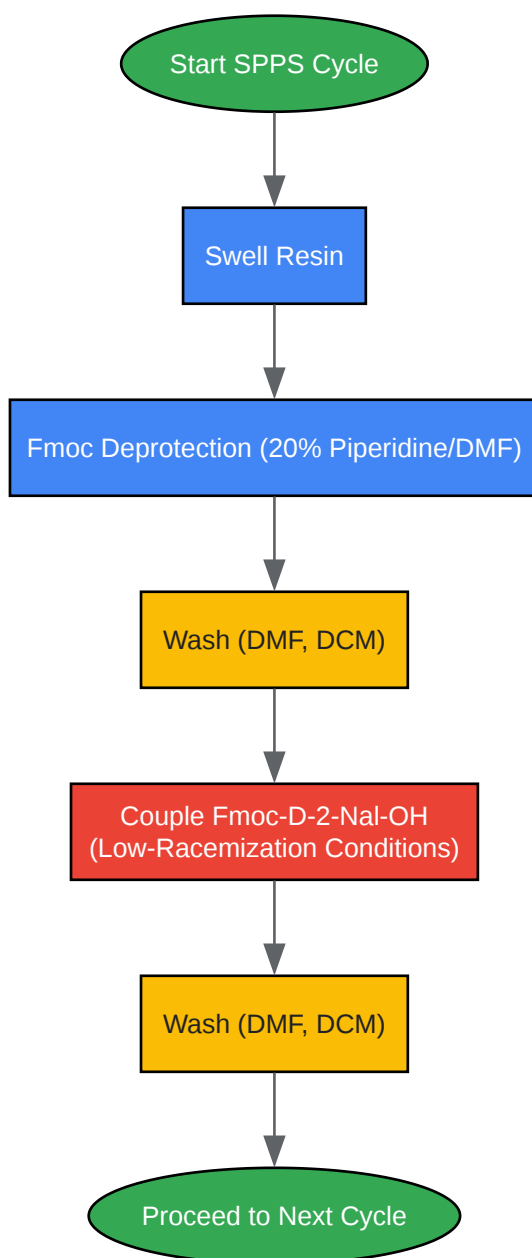 Start SPPS Cycle
Swell Resin
Fmoc Deprotection (20% Piperidine/DMF)
Wash (DMF, DCM)
Couple Fmoc-D-2-Nal-OH
(Low-Racemization Conditions)
Wash (DMF, DCM)
Proceed to Next Cycle